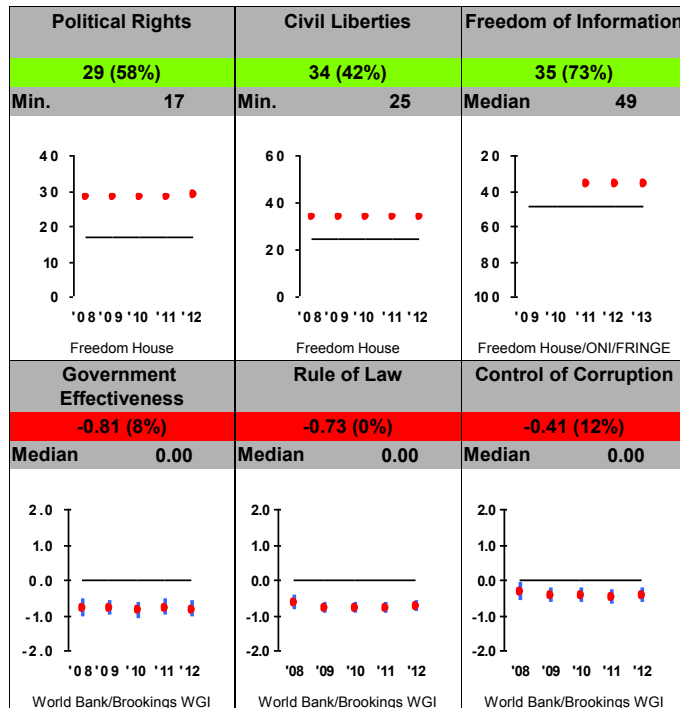 Political Rights
29 (58%)
Min. 17
40
30
20
10
0
'08 '09 '10 '11 '12
Freedom House
Civil Liberties
34 (42%)
Min. 25
60
40
20
0
'08 '09 '10 '11 '12
Freedom House
Freedom of Information
35 (73%)
Median 49
20
40
60
80
100
'09 '10 '11 '12 '13
Freedom House/ONI/FRINGE
Government
Effectiveness
-0.81 (8%)
Median 0.00
2.0
1.0
0.0
-1.0
-2.0
'08 '09 '10 '11 '12
World Bank/Brookings WGI
Rule of Law
-0.73 (0%)
Median 0.00
2.0
1.0
0.0
-1.0
-2.0
'08 '09 '10 '11 '12
World Bank/Brookings WGI
Control of Corruption
-0.41 (12%)
Median 0.00
2.0
1.0
0.0
-1.0
-2.0
'08 '09 '10 '11 '12
World Bank/Brookings WGI